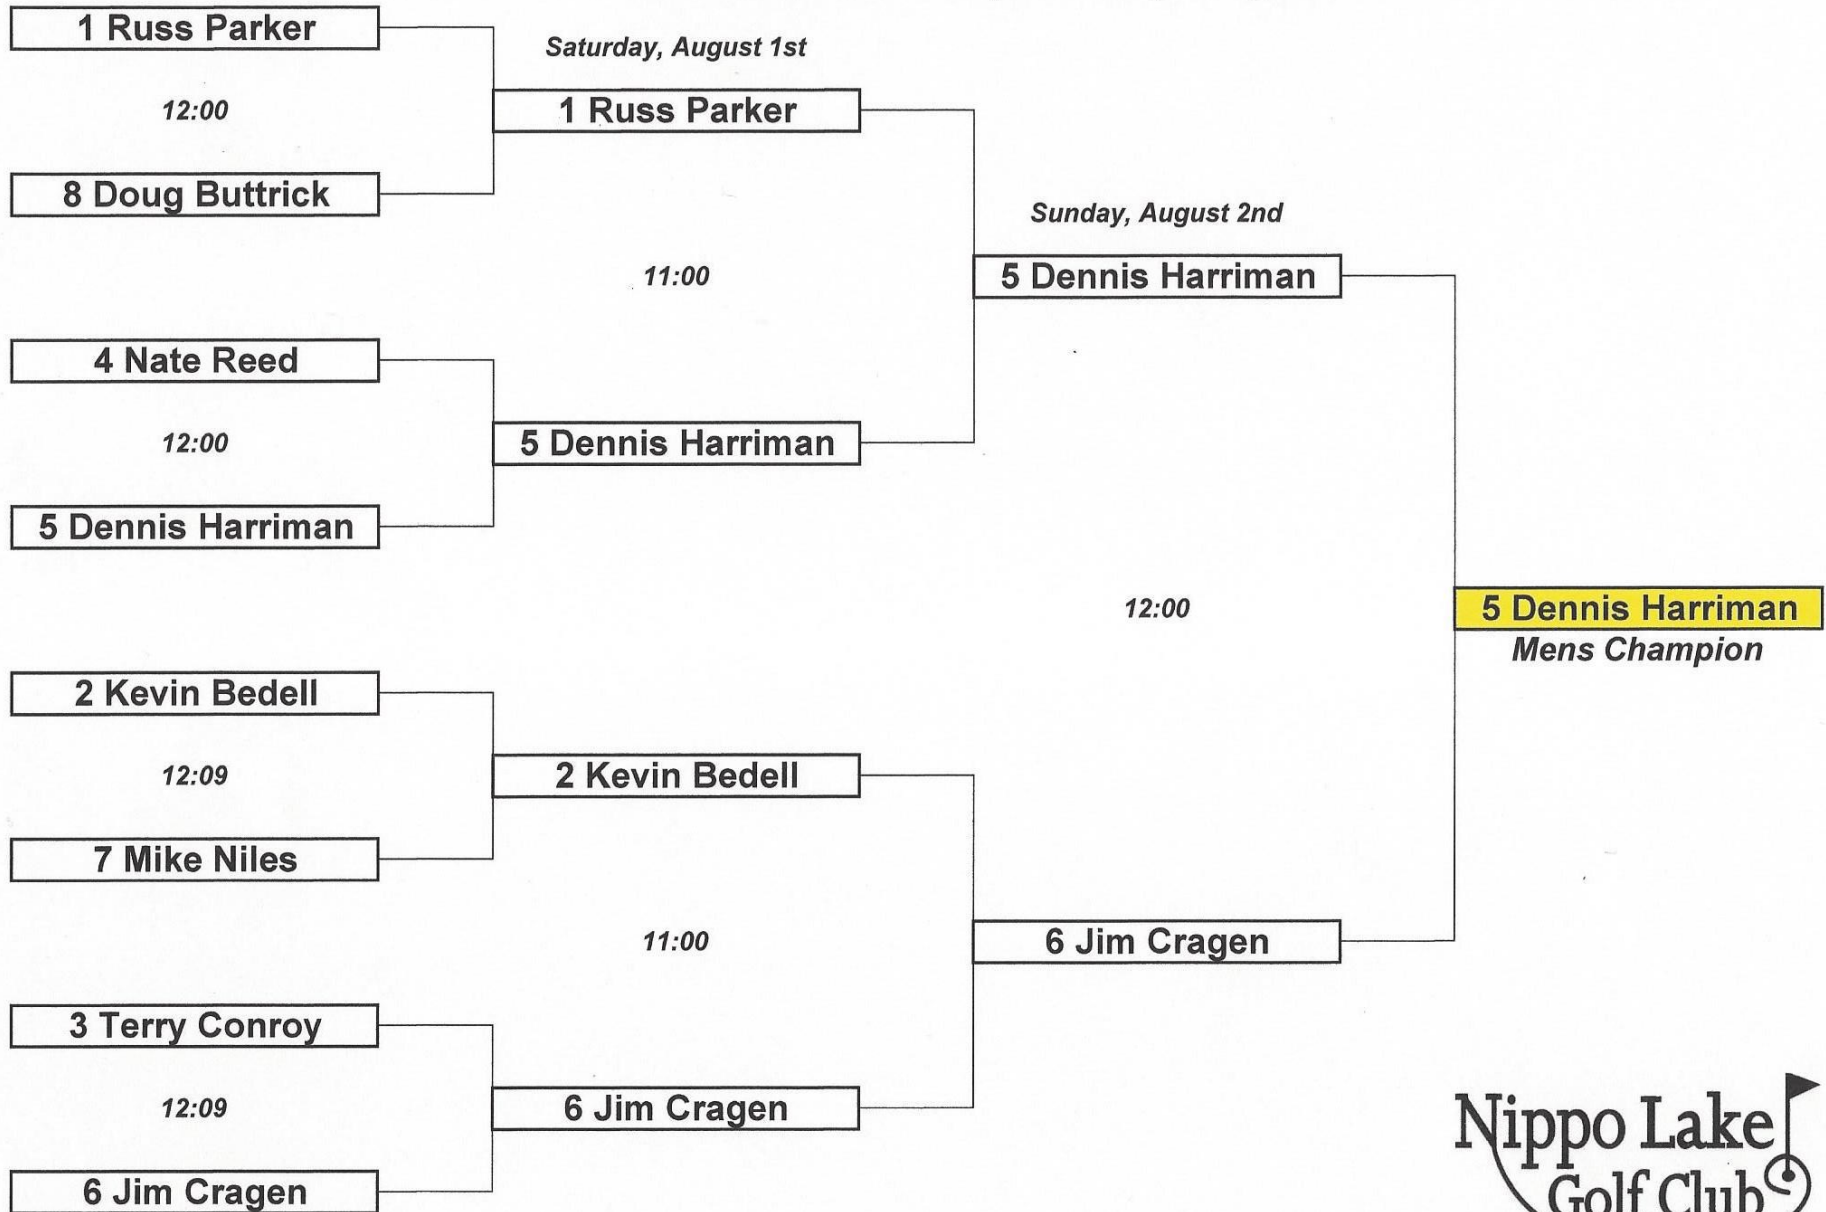 1 Russ Parker
12:00
8 Doug Buttrick
4 Nate Reed
12:00
5 Dennis Harriman
2 Kevin Bedell
12:09
7 Mike Niles
3 Terry Conroy
12:09
6 Jim Cragen
Saturday, August 1st
1 Russ Parker
11:00
5 Dennis Harriman
2 Kevin Bedell
11:00
6 Jim Cragen
Sunday, August 2nd
5 Dennis Harriman
12:00
6 Jim Cragen
5 Dennis Harriman
Mens Champion
Nippo Lake
Golf Club